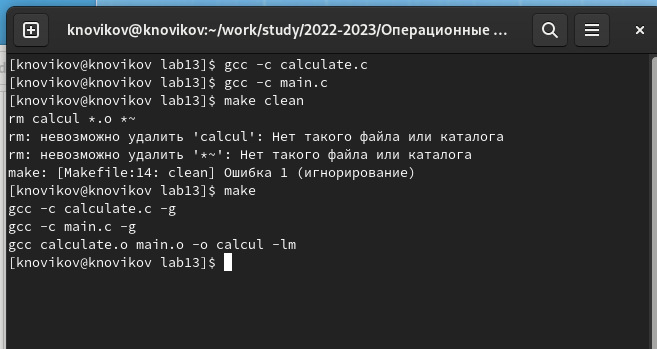 knovikov@knovikov:~/work/study/2022-2023/Операционные ...
[knovikov@knovikov lab13]$ gcc -c calculate.c
[knovikov@knovikov lab13]$ gcc -c main.c
[knovikov@knovikov lab13]$ make clean
rm calcul *.o *~
rm: невозможно удалить 'calcul': Нет такого файла или каталога
rm: невозможно удалить '*~': Нет такого файла или каталога
make: [Makefile:14: clean] Ошибка 1 (игнорирование)
[knovikov@knovikov lab13]$ make
gcc -c calculate.c -g
gcc -c main.c -g
gcc calculate.o main.o -o calcul -lm
[knovikov@knovikov lab13]$